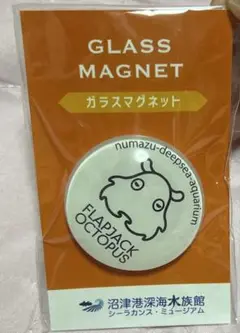 GLASS
MAGNET
ガラスマグネット
numazu-deepsea-aquarium
FLAPJACK
OCTOPUS
沼津港深海水族館
シーラカンス・ミュージアム